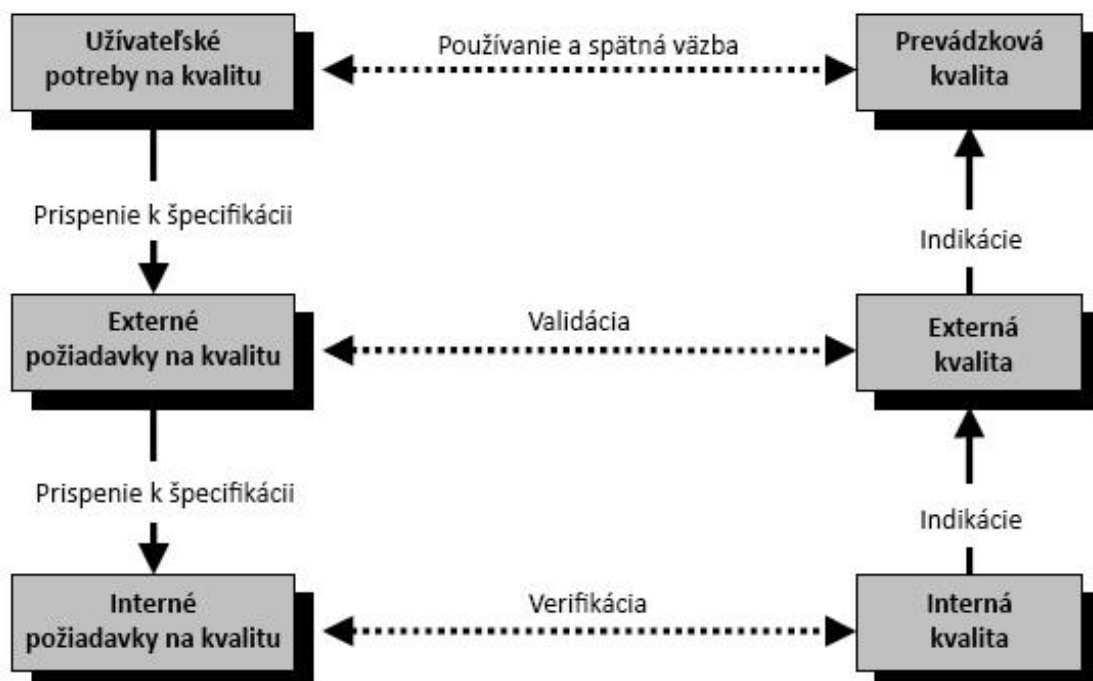 Užívateľské
potreby na kvalitu
Používanie a spätná väzba
Prevádzková
kvalita
Prispenie k špecifikácii
Indikácie
Externé
požiadavky na kvalitu
Validácia
Externá
kvalita
Prispenie k špecifikácii
Indikácie
Interné
požiadavky na kvalitu
Verifikácia
Interná
kvalita